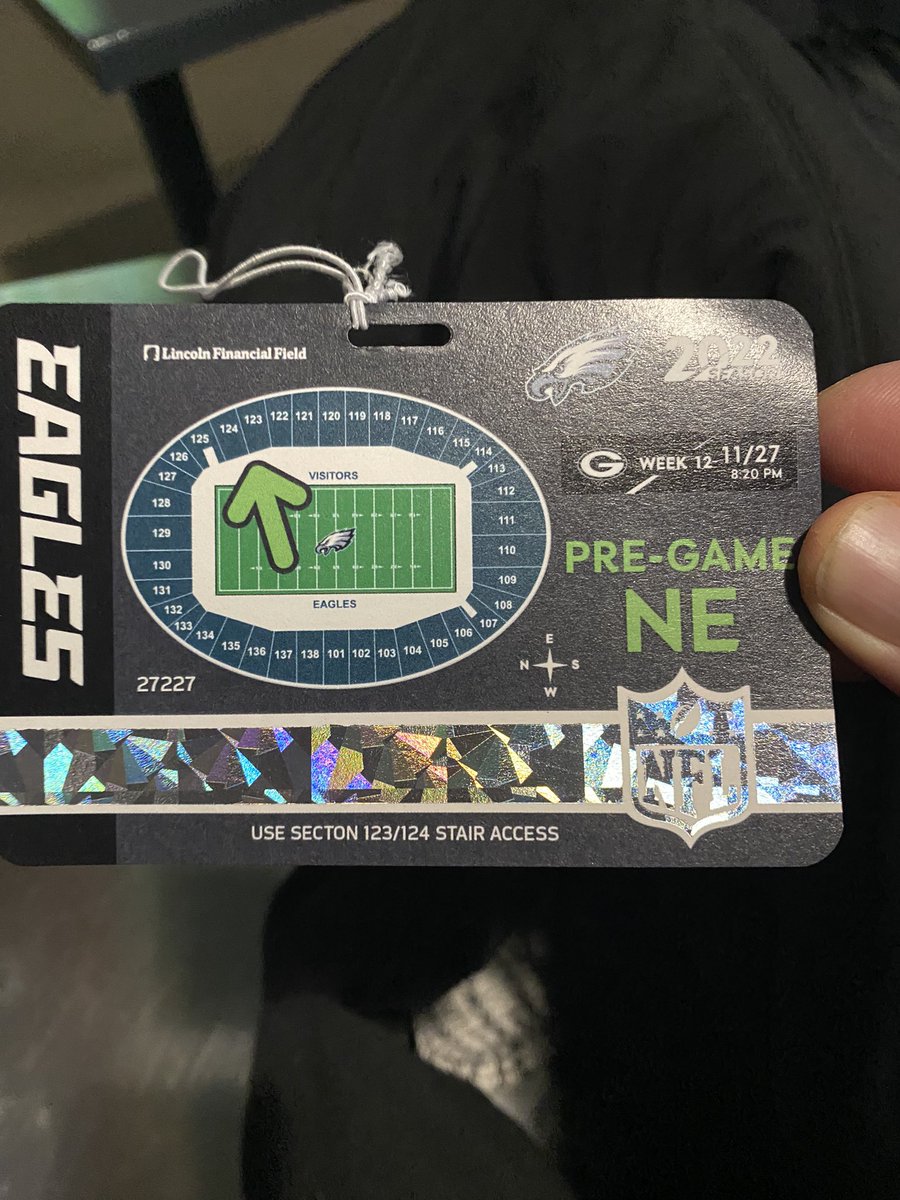 EAGLES
Lincoln Financial Field
2022
SEASON
G
WEEK 12
11/27
8:20 PM
PRE-GAME
NE
125
124
123
122
121
120
119
118
117
116
115
114
113
126
127
128
129
130
131
132
133
134
135
136
137
138
101
102
103
104
105
106
107
108
109
110
111
112
VISITORS
EAGLES
E
N
S
W
27227
NFL
USE SECTON 123/124 STAIR ACCESS